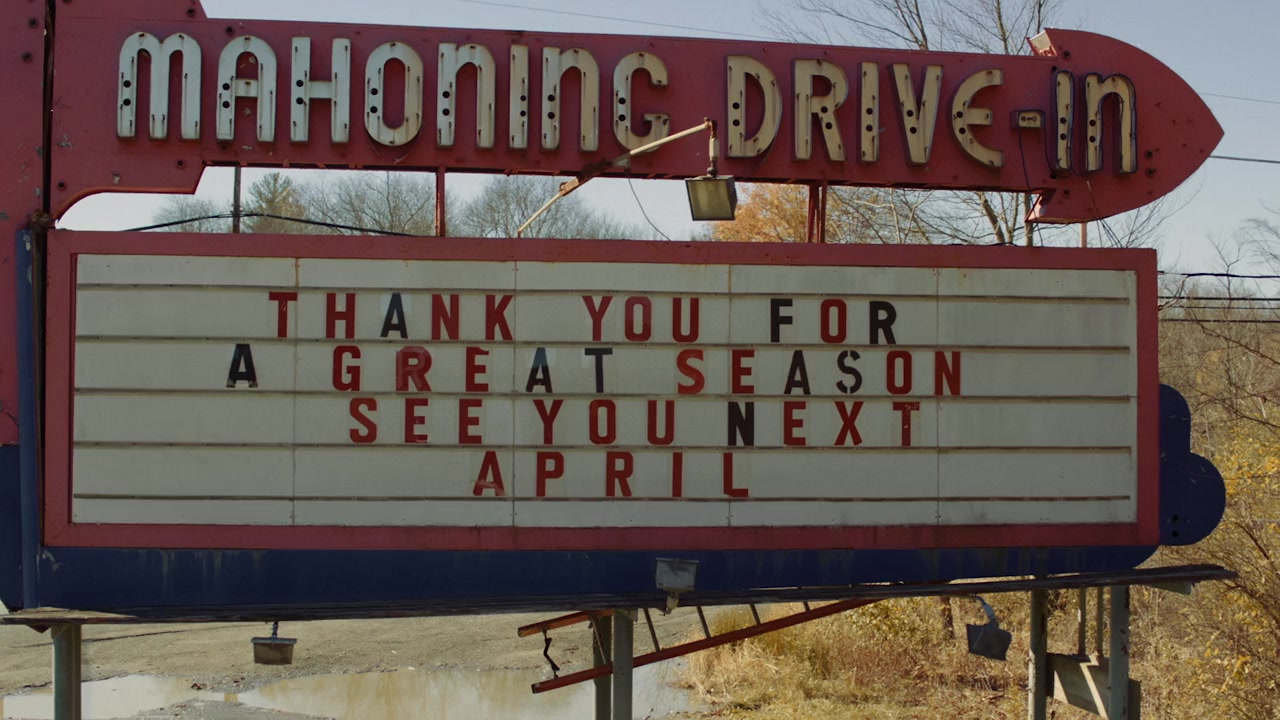 MAHONING DRIVE-IN
THANK YOU FOR
A GREAT SEASON
SEE YOU NEXT
APRIL